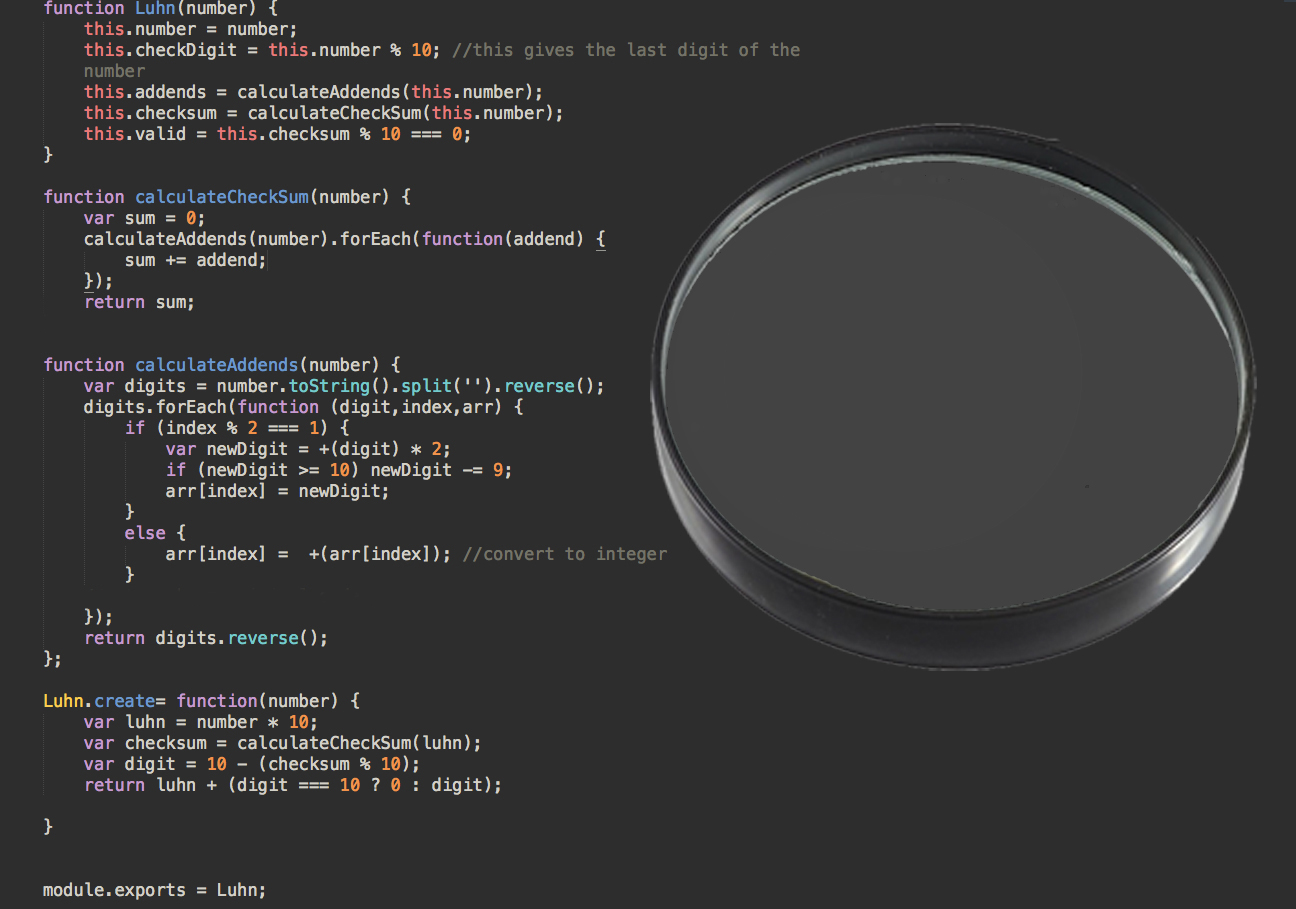 function Luhn(number) {
    this.number = number;
    this.checkDigit = this.number % 10; //this gives the last digit of the
    number
    this.addends = calculateAddends(this.number);
    this.checksum = calculateCheckSum(this.number);
    this.valid = this.checksum % 10 === 0;
}
function calculateCheckSum(number) {
    var sum = 0;
    calculateAddends(number).forEach(function(addend) {
        sum += addend;
    });
    return sum;
function calculateAddends(number) {
    var digits = number.toString().split('').reverse();
    digits.forEach(function (digit,index,arr) {
        if (index % 2 === 1) {
            var newDigit = +(digit) * 2;
            if (newDigit >= 10) newDigit -= 9;
            arr[index] = newDigit;
        }
        else {
            arr[index] =  +(arr[index]); //convert to integer
        }
    });
    return digits.reverse();
};
Luhn.create= function(number) {
    var luhn = number * 10;
    var checksum = calculateCheckSum(luhn);
    var digit = 10 - (checksum % 10);
    return luhn + (digit === 10 ? 0 : digit);
}
module.exports = Luhn;